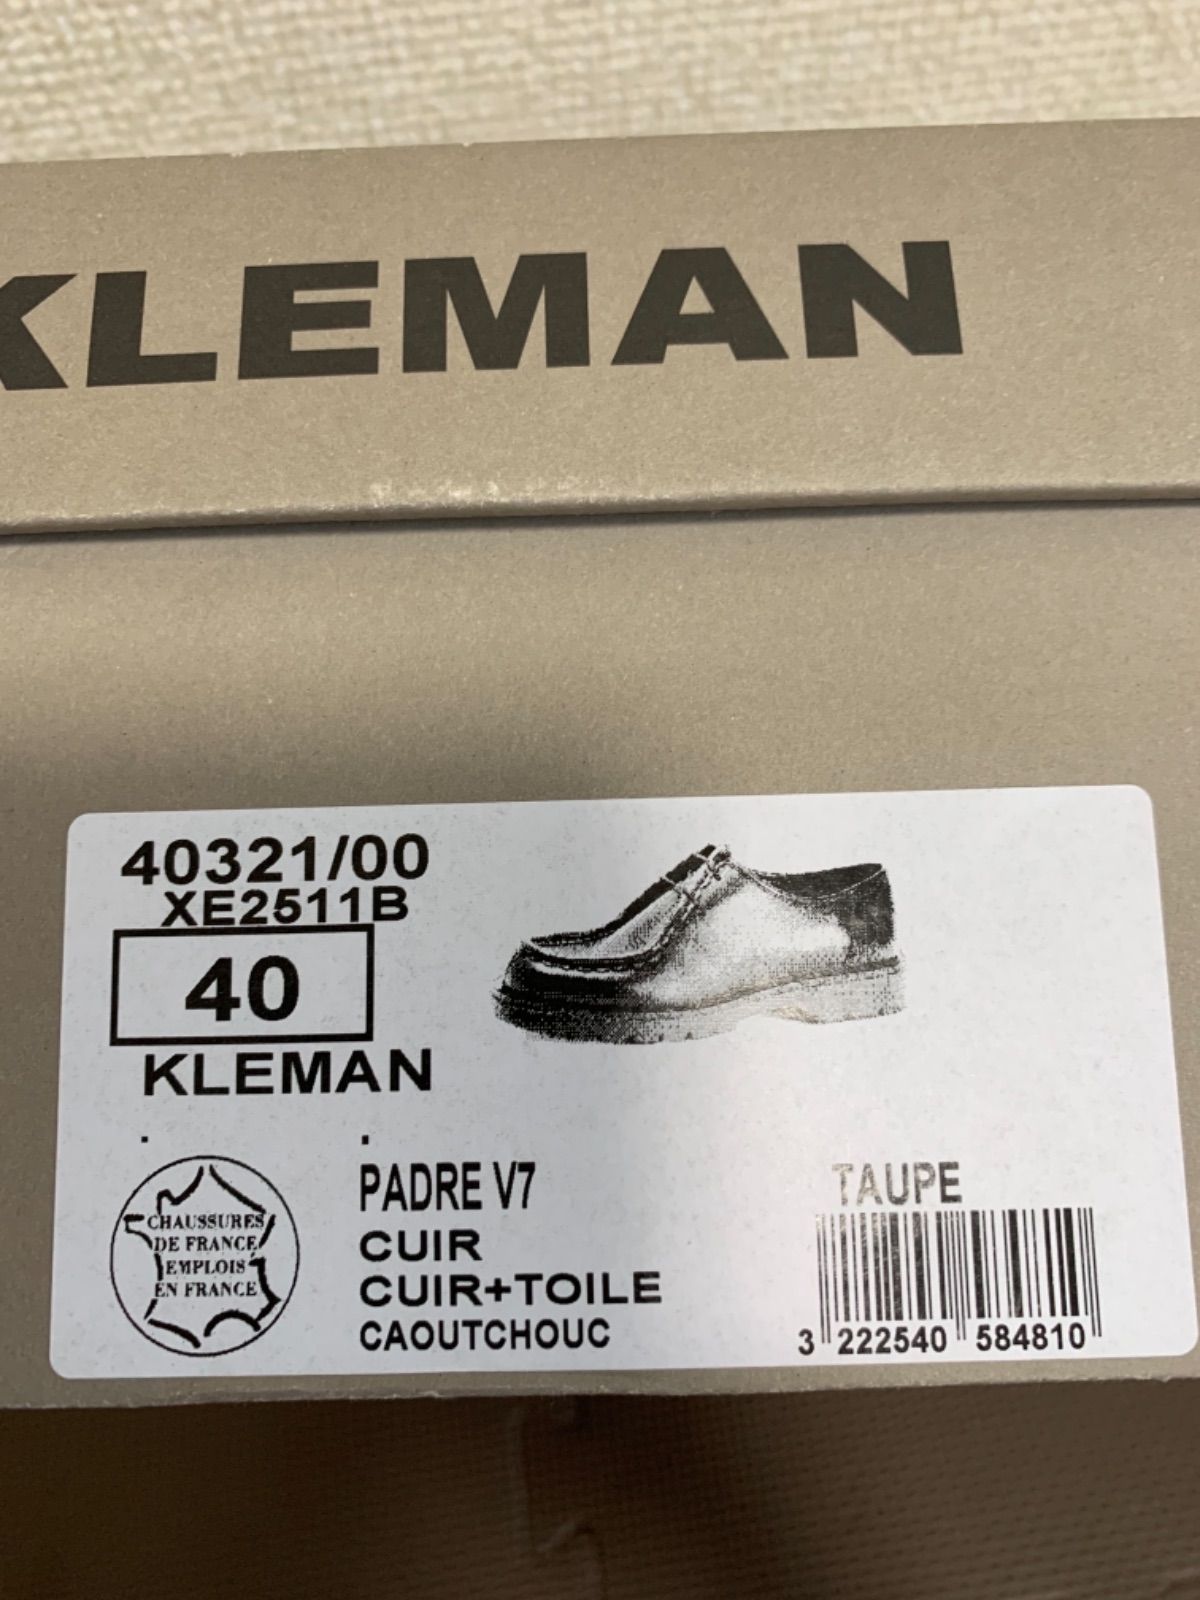 KLEMAN
40321/00
XE2511B
40
KLEMAN
. .
CHAUSSURES
DE FRANCE
EMPLOIS
EN FRANCE
PADRE V7
CUIR
CUIR+TOILE
CAOUTCHOUC
TAUPE
3 222540 584810